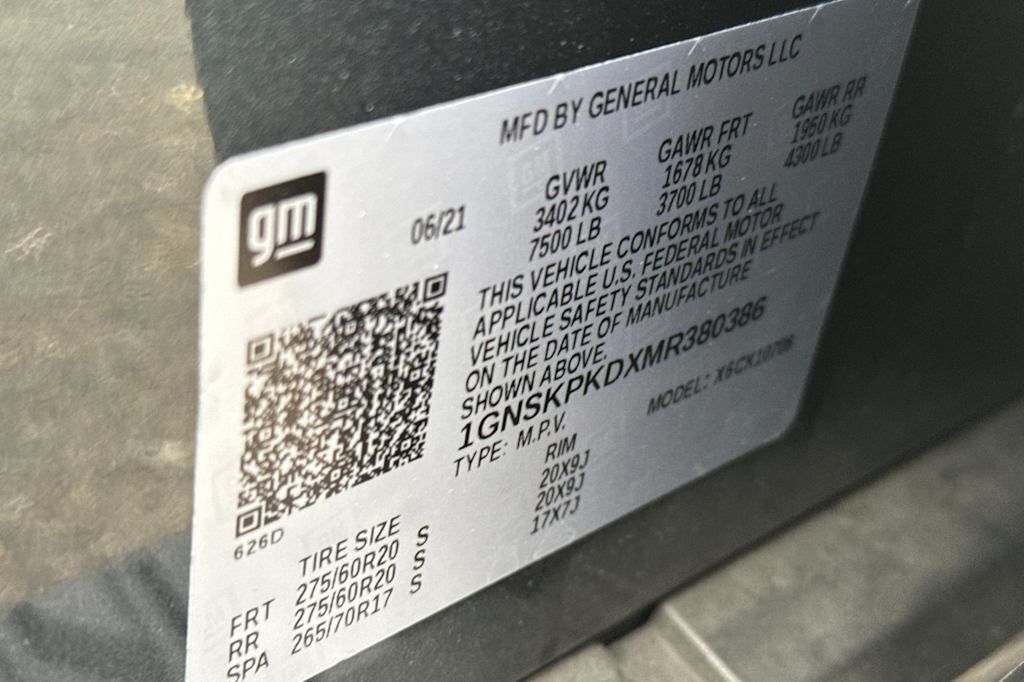 MFD BY GENERAL MOTORS LLC
gm
06/21
GVWR GAWR FRT GAWR RR
3402 KG 1678 KG 1950 KG
7500 LB 3700 LB 4300 LB
THIS VEHICLE CONFORMS TO ALL
APPLICABLE U.S. FEDERAL MOTOR
VEHICLE SAFETY STANDARDS IN EFFECT
ON THE DATE OF MANUFACTURE
SHOWN ABOVE.
1GNSKPKDXMR380386
TYPE: M.P.V. MODEL: X6CK10706
626D
TIRE SIZE RIM
FRT 275/60R20 S 20X9J
RR 275/60R20 S 20X9J
SPA 265/70R17 S 17X7J